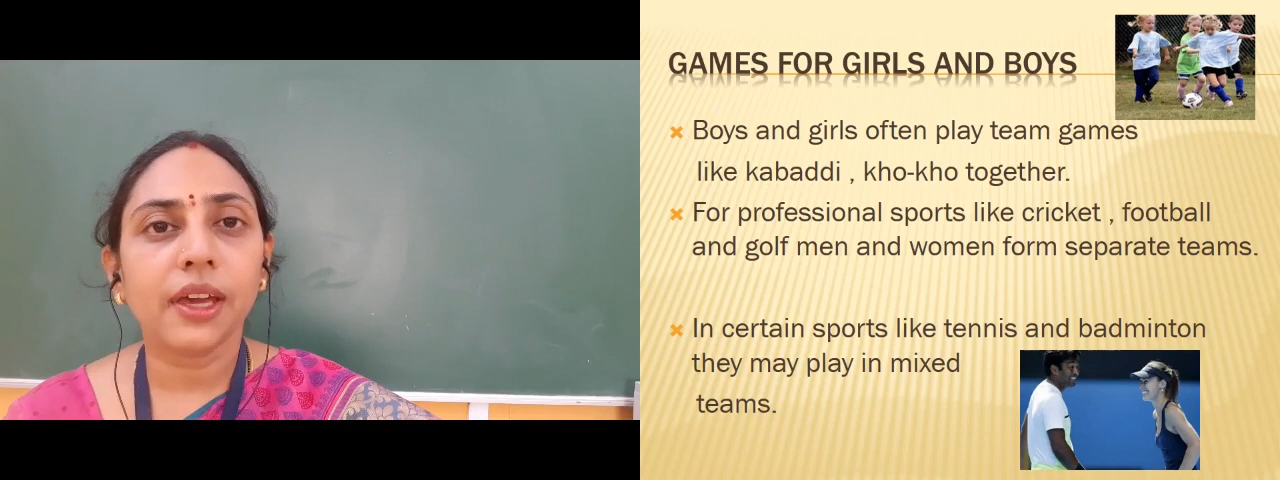 GAMES FOR GIRLS AND BOYS
Boys and girls often play team games
like kabaddi , kho-kho together.
For professional sports like cricket , football
and golf men and women form separate teams.
In certain sports like tennis and badminton
they may play in mixed
teams.